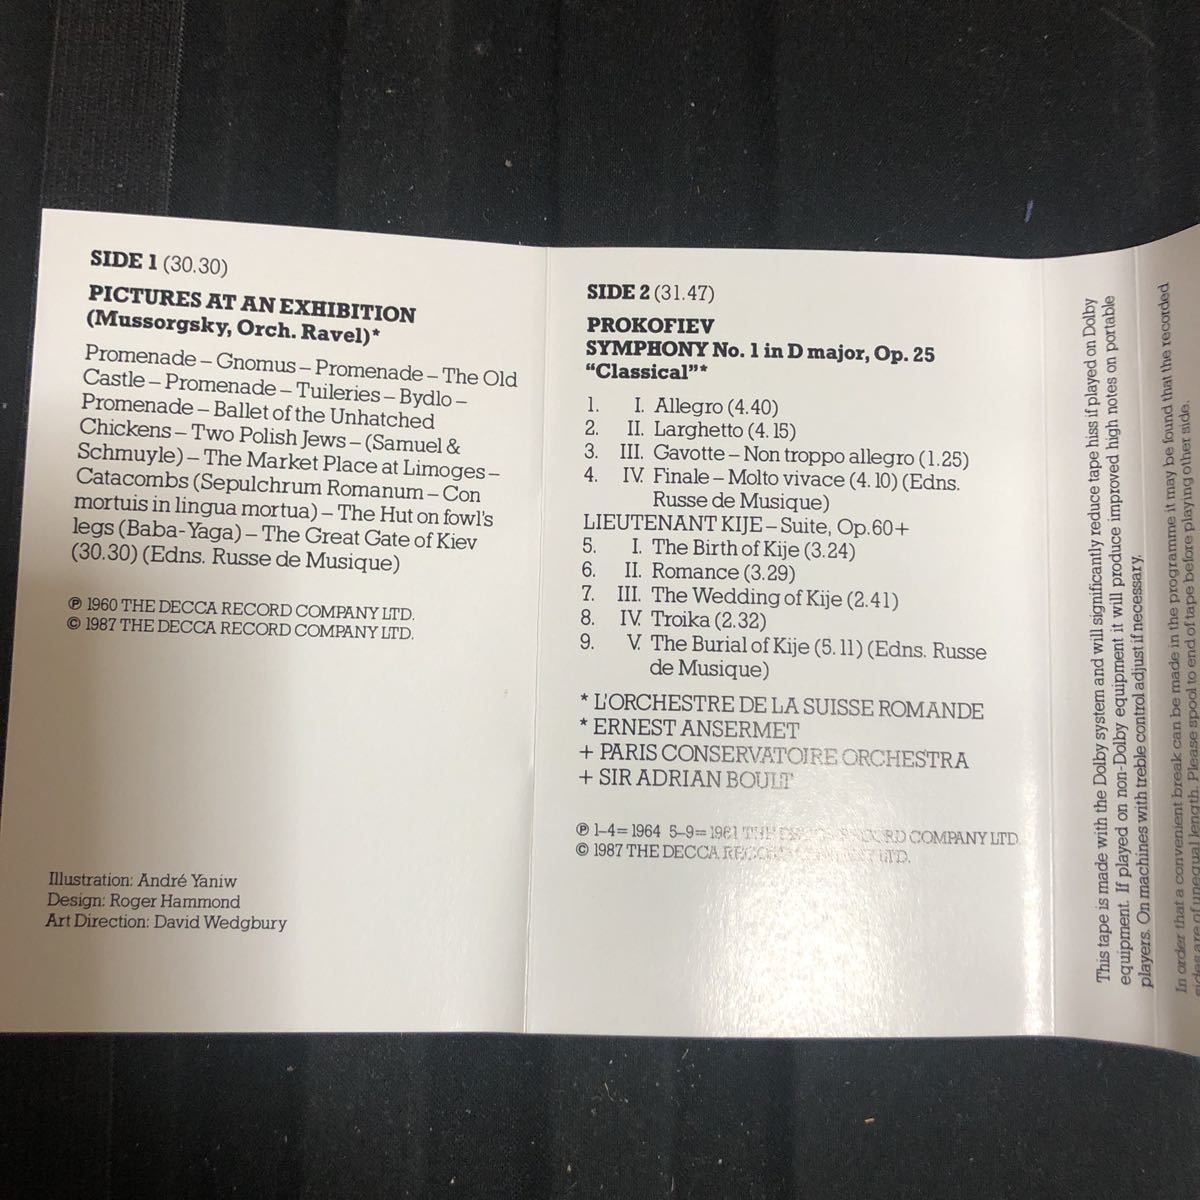 SIDE 1 (30.30)
PICTURES AT AN EXHIBITION
(Mussorgsky, Orch. Ravel)*
Promenade – Gnomus – Promenade – The Old
Castle – Promenade – Tuileries – Bydlo –
Promenade – Ballet of the Unhatched
Chickens – Two Polish Jews – (Samuel &
Schmuyle) – The Market Place at Limoges –
Catacombs (Sepulchrum Romanum – Con
mortuis in lingua mortua) – The Hut on fowl's
legs (Baba-Yaga) – The Great Gate of Kiev
(30.30) (Edns. Russe de Musique)
℗ 1960 THE DECCA RECORD COMPANY LTD.
© 1987 THE DECCA RECORD COMPANY LTD.
Illustration: André Yaniw
Design: Roger Hammond
Art Direction: David Wedgbury
SIDE 2 (31.47)
PROKOFIEV
SYMPHONY No. 1 in D major, Op. 25
“Classical”*
1. I. Allegro (4.40)
2. II. Larghetto (4.15)
3. III. Gavotte – Non troppo allegro (1.25)
4. IV. Finale – Molto vivace (4.10) (Edns.
Russe de Musique)
LIEUTENANT KIJE – Suite, Op.60+
5. I. The Birth of Kije (3.24)
6. II. Romance (3.29)
7. III. The Wedding of Kije (2.41)
8. IV. Troika (2.32)
9. V. The Burial of Kije (5.11) (Edns. Russe
de Musique)
* L'ORCHESTRE DE LA SUISSE ROMANDE
* ERNEST ANSERMET
+ PARIS CONSERVATOIRE ORCHESTRA
+ SIR ADRIAN BOULT
℗ 1–4= 1964 5–9= 1961 THE DECCA RECORD COMPANY LTD.
© 1987 THE DECCA RECORD COMPANY LTD.
This tape is made with the Dolby system and will significantly reduce tape hiss if played on Dolby
equipment. If played on non-Dolby equipment it will produce improved high notes on portable
players. On machines with treble control adjust if necessary.
In order that a convenient break can be made in the programme it may be found that the recorded
sides are of unequal length. Please spool to end of tape before playing other side.